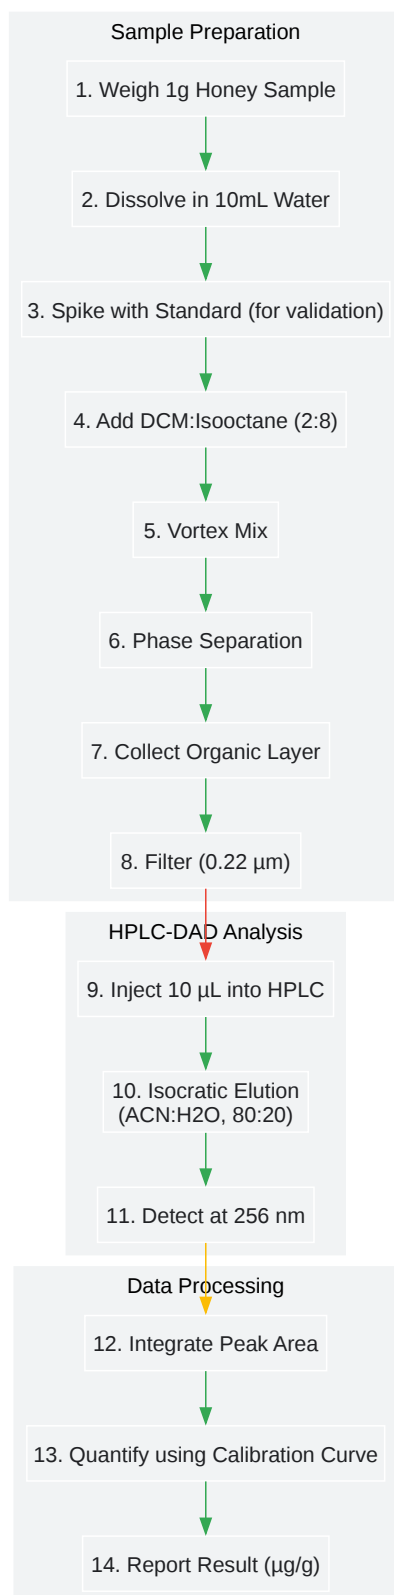 Sample Preparation
1. Weigh 1g Honey Sample
2. Dissolve in 10mL Water
3. Spike with Standard (for validation)
4. Add DCM:Isooctane (2:8)
5. Vortex Mix
6. Phase Separation
7. Collect Organic Layer
8. Filter (0.22 µm)
HPLC-DAD Analysis
9. Inject 10 µL into HPLC
10. Isocratic Elution
(ACN:H2O, 80:20)
11. Detect at 256 nm
Data Processing
12. Integrate Peak Area
13. Quantify using Calibration Curve
14. Report Result (µg/g)